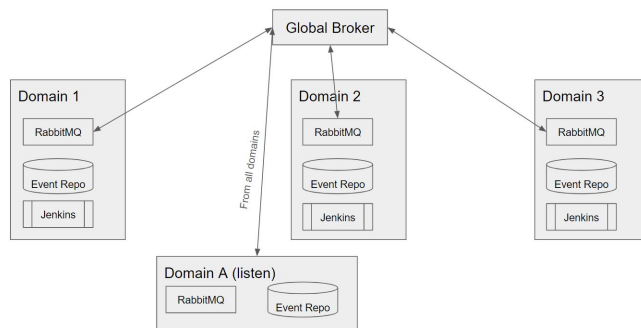 Global Broker
Domain 1
RabbitMQ
Event Repo
Jenkins
From all domains
Domain 2
RabbitMQ
Event Repo
Jenkins
Domain 3
RabbitMQ
Event Repo
Jenkins
Domain A (listen)
RabbitMQ
Event Repo